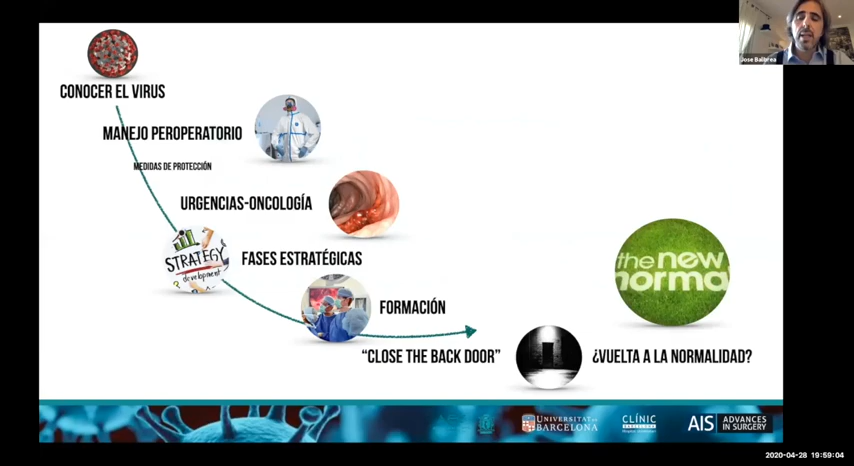 Jose Balibrea
CONOCER EL VIRUS
MANEJO PEROPERATORIO
MEDIDAS DE PROTECCIÓN
URGENCIAS-ONCOLOGÍA
STRATEGY
development
FASES ESTRATÉGICAS
the new
norma
FORMACIÓN
“CLOSE THE BACK DOOR”
¿VUELTA A LA NORMALIDAD?
UNIVERSITAT DE
BARCELONA
CLÍNIC
BARCELONA
AIS
ADVANCES
IN SURGERY
2020-04-28 19:59:04